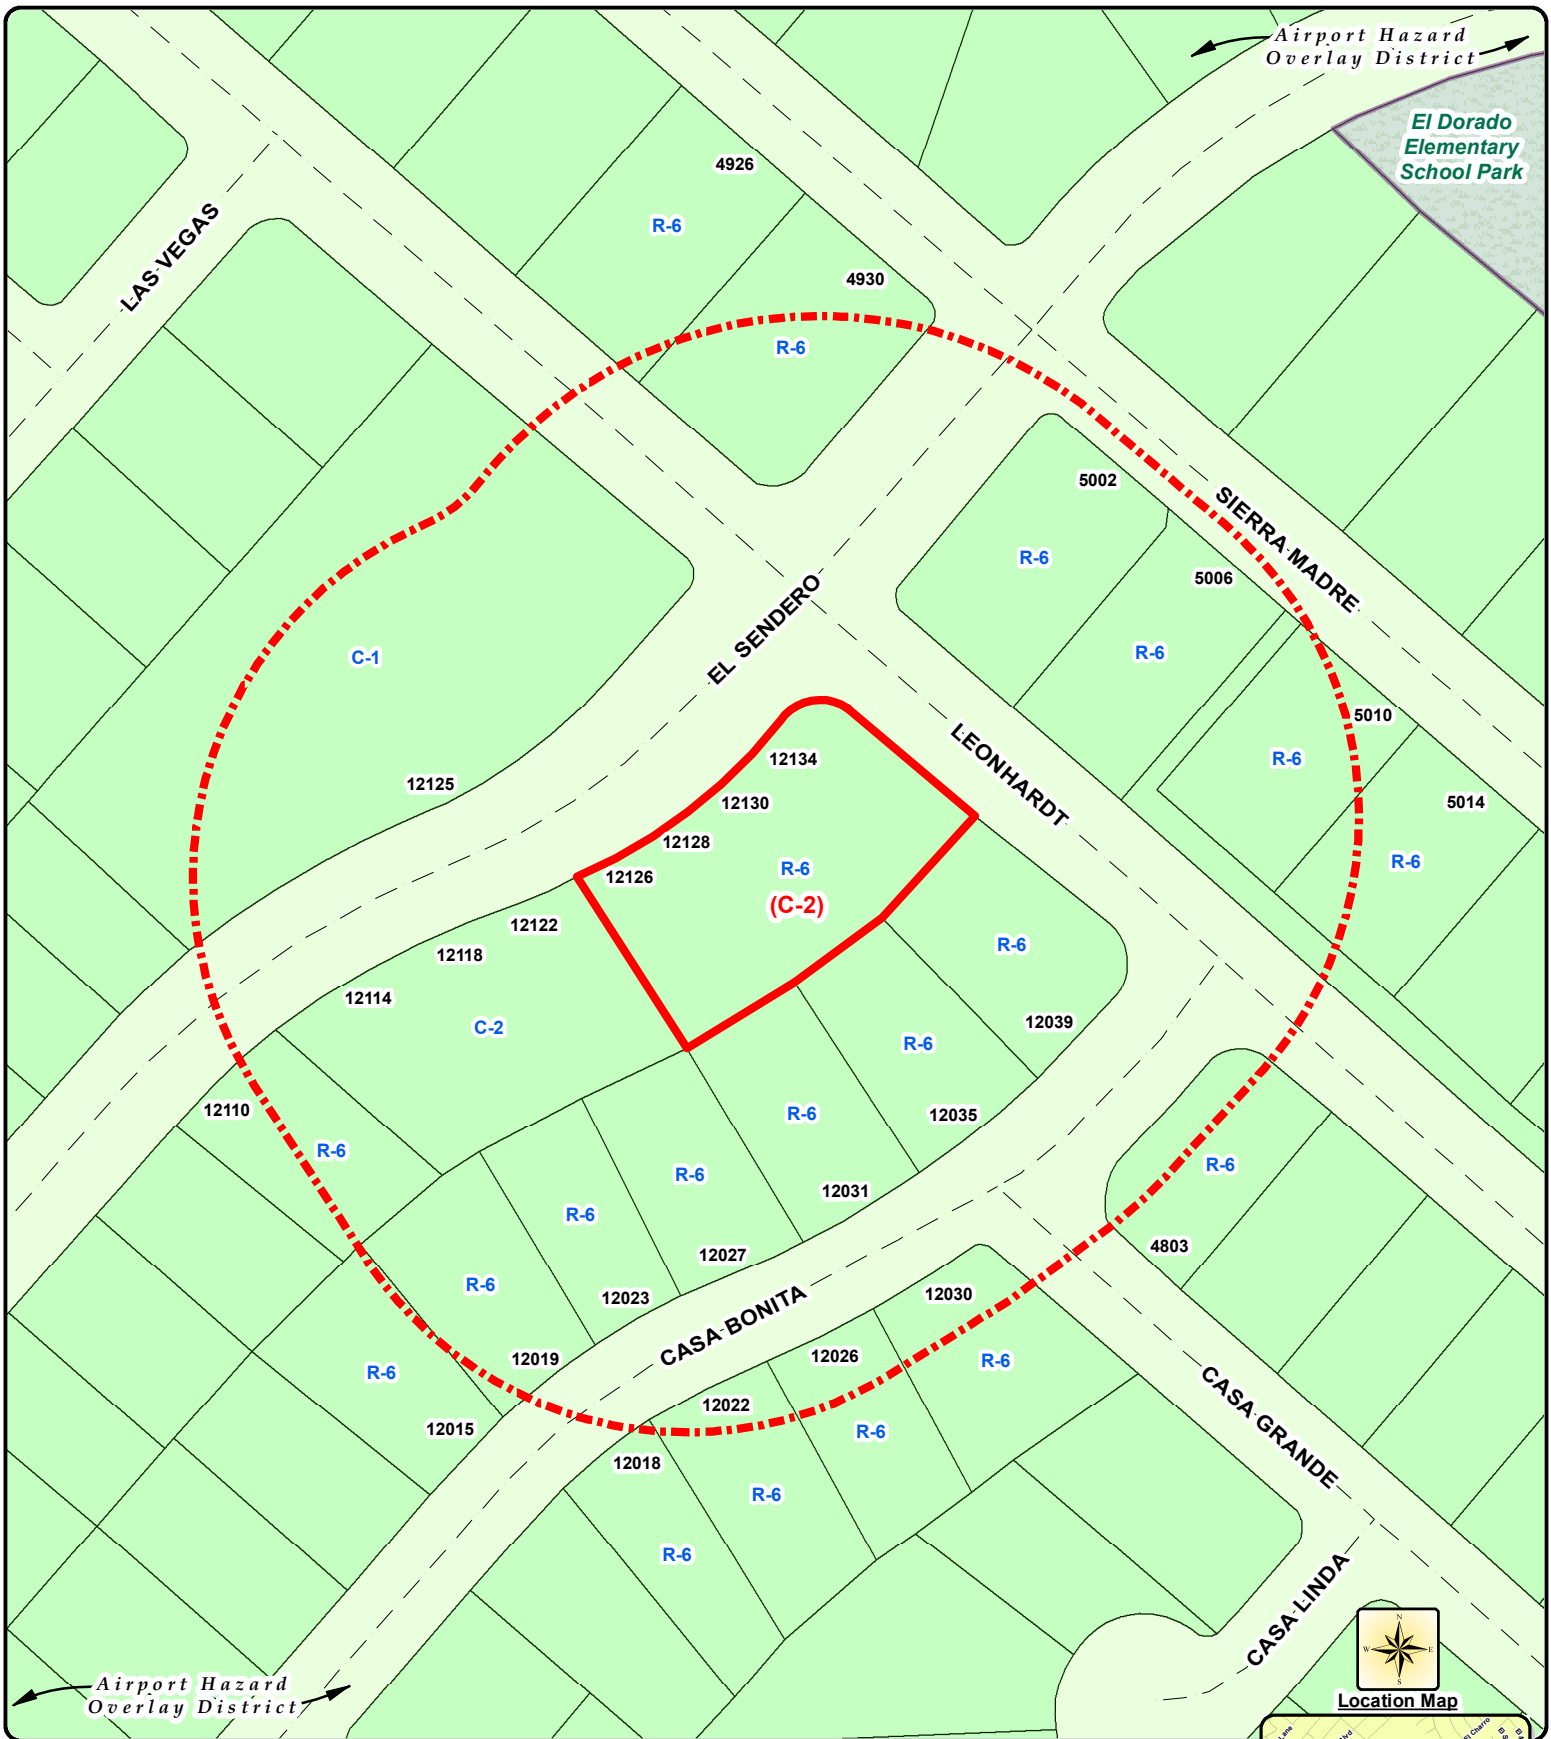 Airport Hazard
Overlay District
El Dorado
Elementary
School Park
4926
R-6
LAS VEGAS
4930
R-6
5002
SIERRA MADRE
R-6
5006
EL SENDERO
R-6
C-1
5010
LEONHARDT
12134
R-6
12125
12130
5014
12128
R-6
12126
R-6
(C-2)
12122
R-6
12118
12114
12039
C-2
R-6
12110
R-6
12035
R-6
R-6
R-6
12031
R-6
4803
12027
R-6
12023
12030
CASA BONITA
12026
R-6
12019
R-6
CASA GRANDE
12022
12015
R-6
12018
R-6
R-6
CASA LINDA
N
W
E
S
Airport Hazard
Overlay District
Location Map
Lane
El Charro